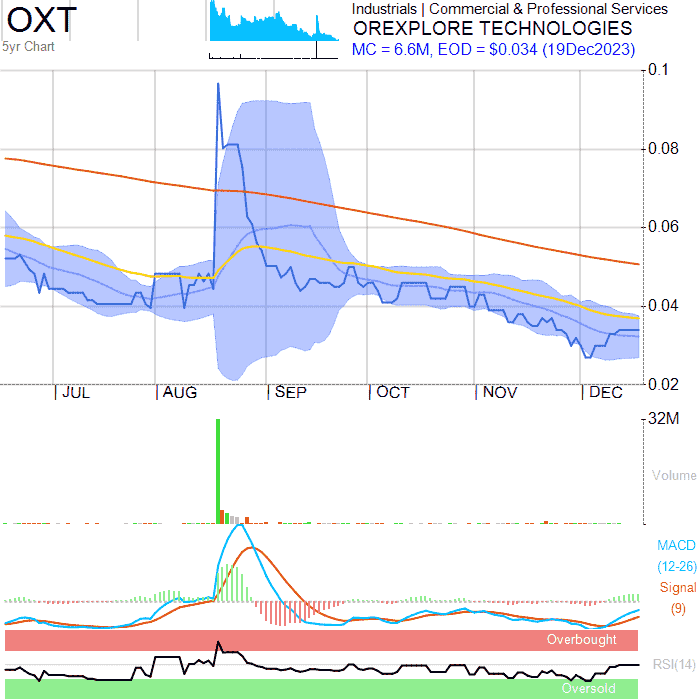 OXT
5yr Chart
Industrials | Commercial & Professional Services
OREXPLORE TECHNOLOGIES
MC = 6.6M, EOD = $0.034 (19Dec2023)
0.1
0.08
0.06
0.04
0.02
JUL AUG SEP OCT NOV DEC
32M
Volume
MACD
(12-26)
Signal
(9)
Overbought
RSI(14)
Oversold